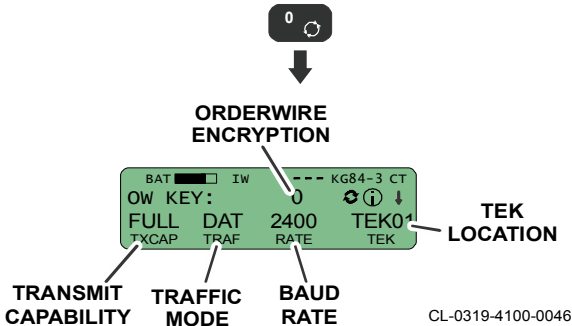 0
ORDERWIRE
ENCRYPTION
BAT IW --- KG84-3 CT
OW KEY: 0
FULL DAT 2400 TEK01
TXCAP TRAF RATE TEK
TEK
LOCATION
TRANSMIT
CAPABILITY
TRAFFIC
MODE
BAUD
RATE
CL-0319-4100-0046